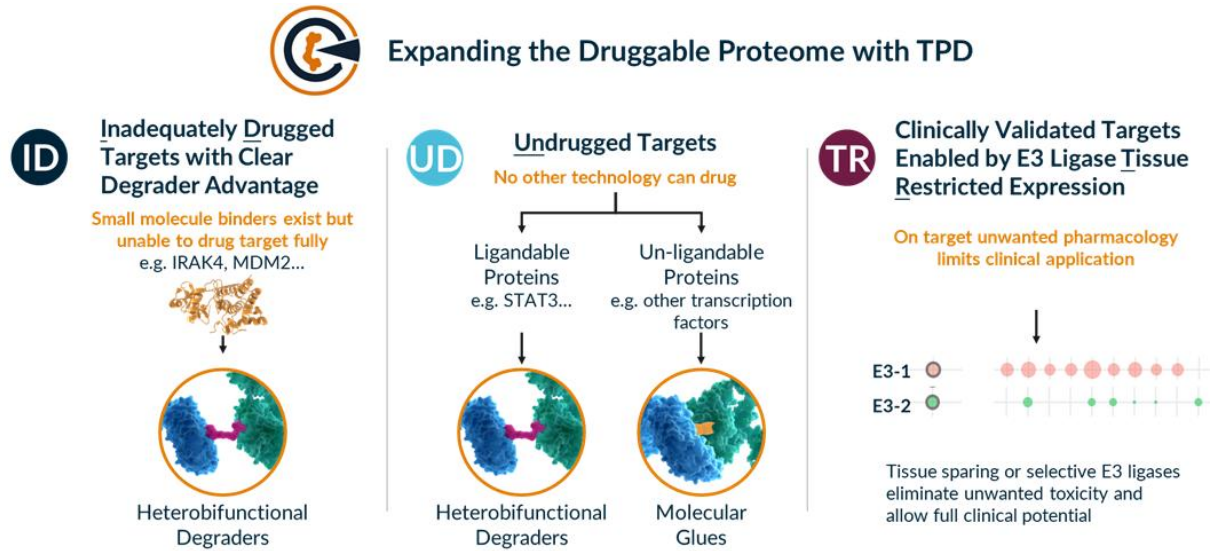 Expanding the Druggable Proteome with TPD
ID
Inadequately Drugged
Targets with Clear
Degrader Advantage
Small molecule binders exist but
unable to drug target fully
e.g. IRAK4, MDM2...
Heterobifunctional
Degraders
UD
Undrugged Targets
No other technology can drug
Ligandable
Proteins
e.g. STAT3...
Heterobifunctional
Degraders
Un-ligandable
Proteins
e.g. other transcription
factors
Molecular
Glues
TR
Clinically Validated Targets
Enabled by E3 Ligase Tissue
Restricted Expression
On target unwanted pharmacology
limits clinical application
E3-1
E3-2
Tissue sparing or selective E3 ligases
eliminate unwanted toxicity and
allow full clinical potential